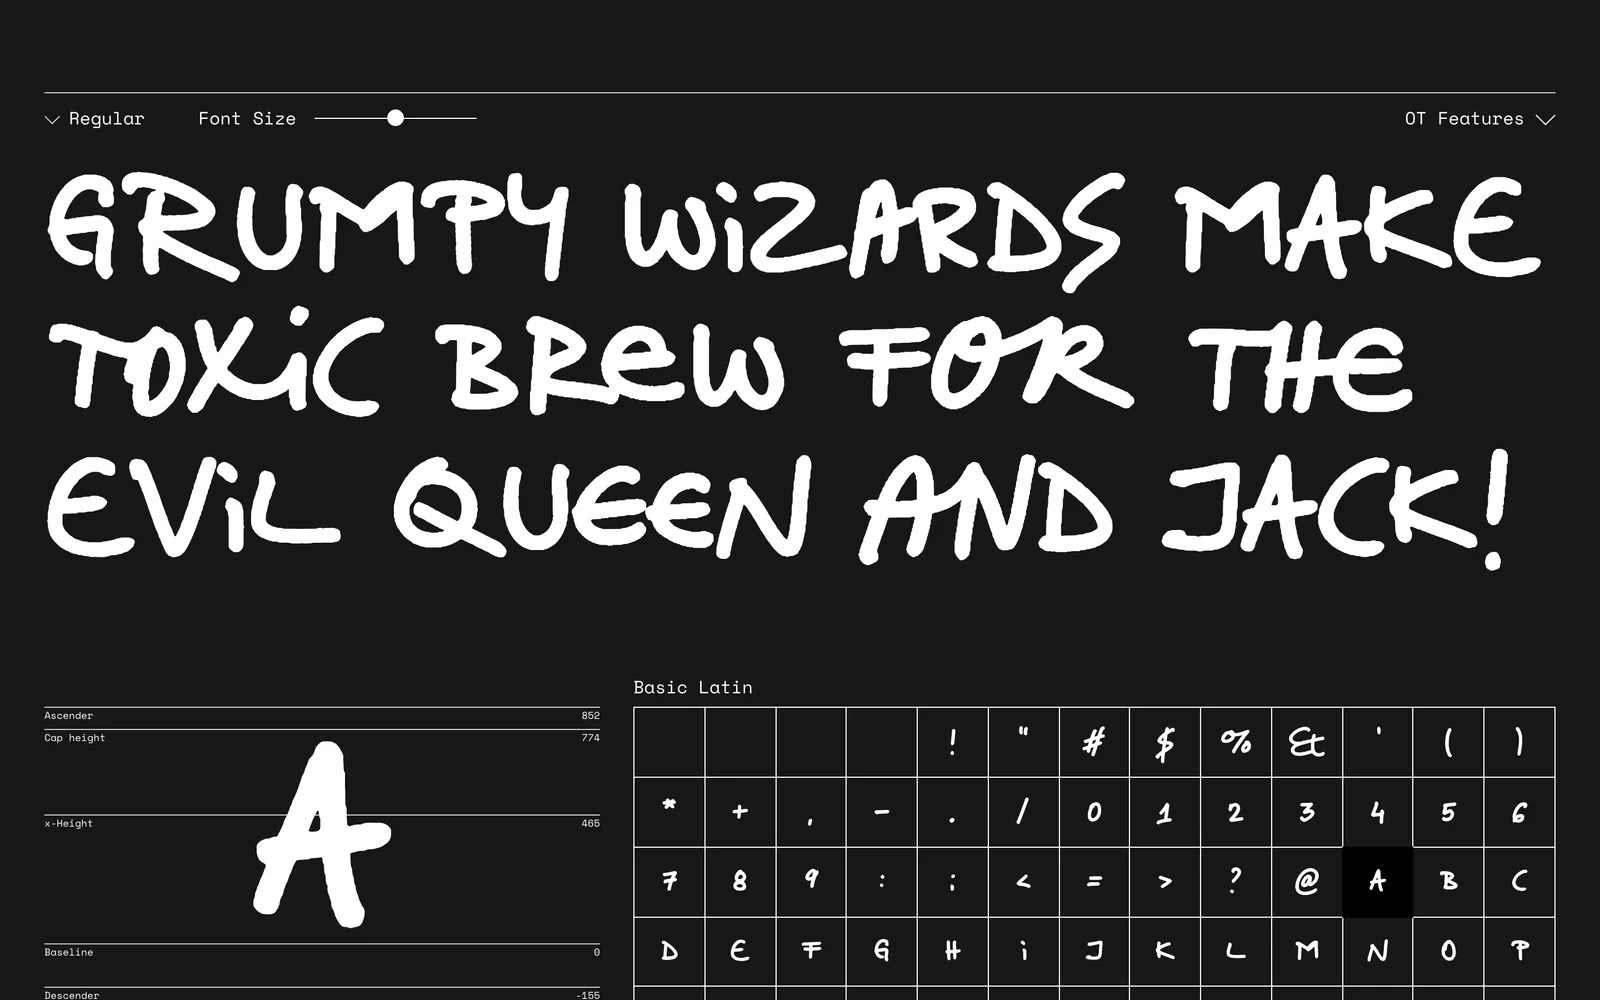 Regular Font Size OT Features
GRUMPY WiZARDS MAKE
TOXiC BReW FOR THE
EViL QUEEN AND JACK!
Basic Latin
Ascender 852
Cap height 774
A
x-Height 465
Baseline 0
Descender -155
! " # $ % & ' ( )
* + , - . / 0 1 2 3 4 5 6
7 8 9 : ; < = > ? @ A B C
D E F G H i J K L M N O P